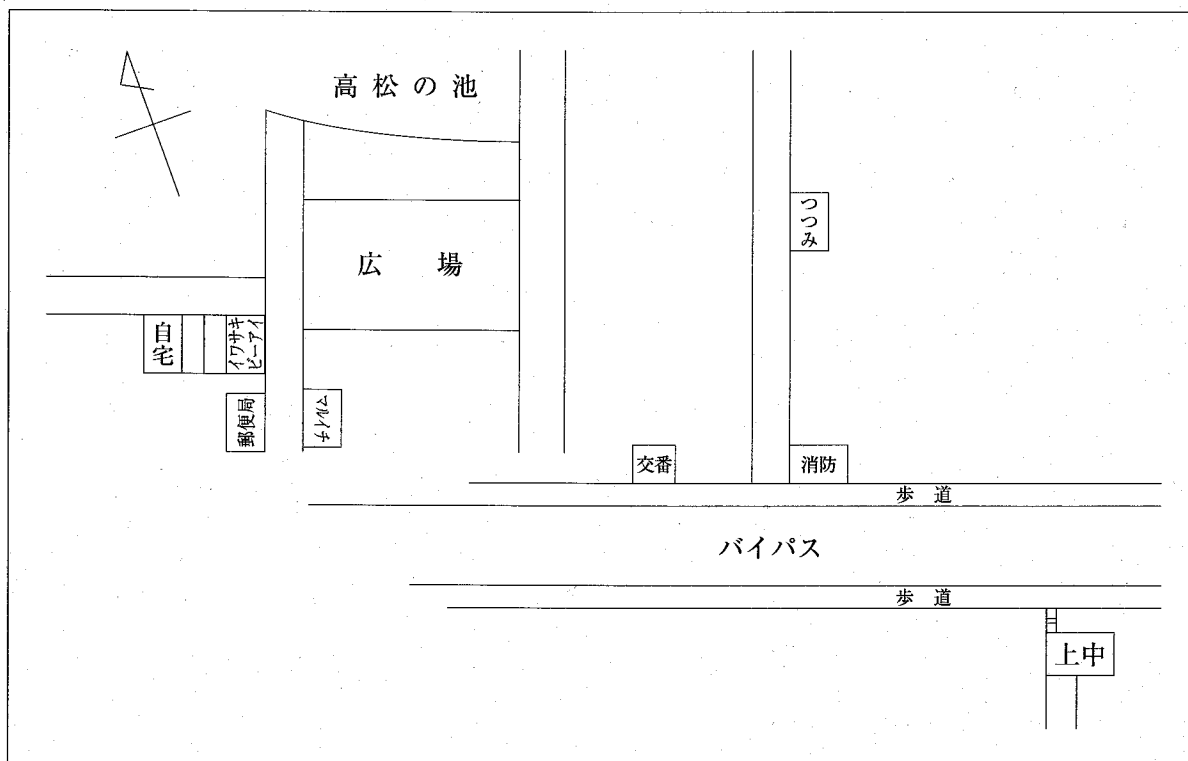 高松の池
つつみ
広場
自宅
イワサキ
ビーアイ
郵便局
マルイチ
交番
消防
歩道
バイパス
歩道
上中